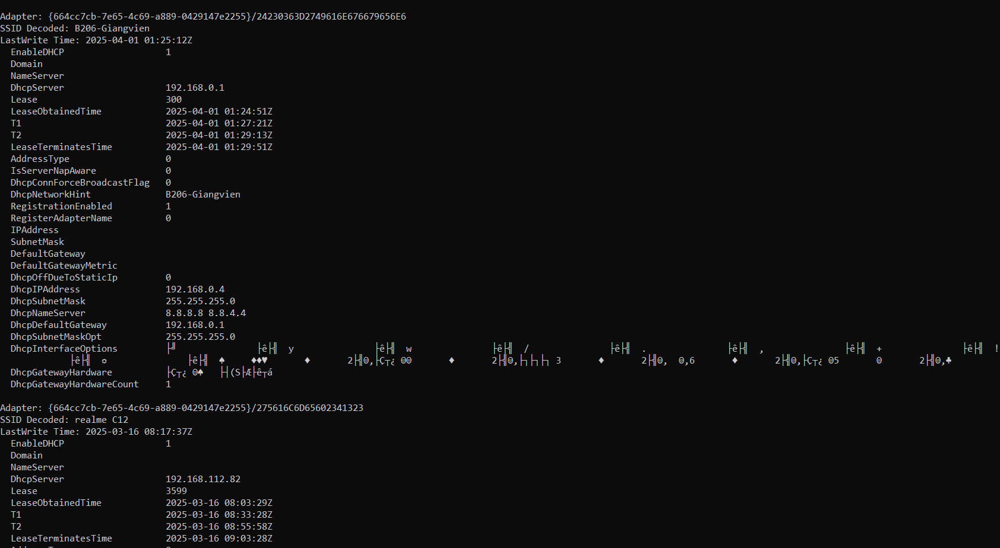 Adapter: {664cc7cb-7e65-4c69-a889-0429147e2255}/24230363D2749616E676679656E6
SSID Decoded: B206-Giangvien
LastWrite Time: 2025-04-01 01:25:12Z
EnableDHCP 1
Domain
NameServer
DhcpServer 192.168.0.1
Lease 300
LeaseObtainedTime 2025-04-01 01:24:51Z
T1 2025-04-01 01:27:21Z
T2 2025-04-01 01:29:13Z
LeaseTerminatesTime 2025-04-01 01:29:51Z
AddressType 0
IsServerNapAware 0
DhcpConnForceBroadcastFlag 0
DhcpNetworkHint B206-Giangvien
RegistrationEnabled 1
RegisterAdapterName 0
IPAddress
SubnetMask
DefaultGateway
DefaultGatewayMetric
DhcpOffDueToStaticIp 0
DhcpIPAddress 192.168.0.4
DhcpSubnetMask 255.255.255.0
DhcpNameServer 8.8.8.8 8.8.4.4
DhcpDefaultGateway 192.168.0.1
DhcpSubnetMaskOpt 255.255.255.0
DhcpInterfaceOptions ├╝ ├ê├╣ y ├ê├╣ w ├ê├╣ / ├ê├╣ . ├ê├╣ , ├ê├╣ + ├ê├╣ !
├ê├╣ ☼ ├ê├╣ ♠ ♦♦♥ ♦ 2├╣0,├Ç┬¿ 00 ♦ 2├╣0,├┐├┐├┐ 3 ♦ 2├╣0, 0,6 ♦ 2├╣0,├Ç┬¿ 05 0 2├╣0,♣
DhcpGatewayHardware ├Ç┬¿ 0♠ ├┤(S├Æ├ê┬á
DhcpGatewayHardwareCount 1
Adapter: {664cc7cb-7e65-4c69-a889-0429147e2255}/275616C6D65602341323
SSID Decoded: realme C12
LastWrite Time: 2025-03-16 08:17:37Z
EnableDHCP 1
Domain
NameServer
DhcpServer 192.168.112.82
Lease 3599
LeaseObtainedTime 2025-03-16 08:03:29Z
T1 2025-03-16 08:33:28Z
T2 2025-03-16 08:55:58Z
LeaseTerminatesTime 2025-03-16 09:03:28Z